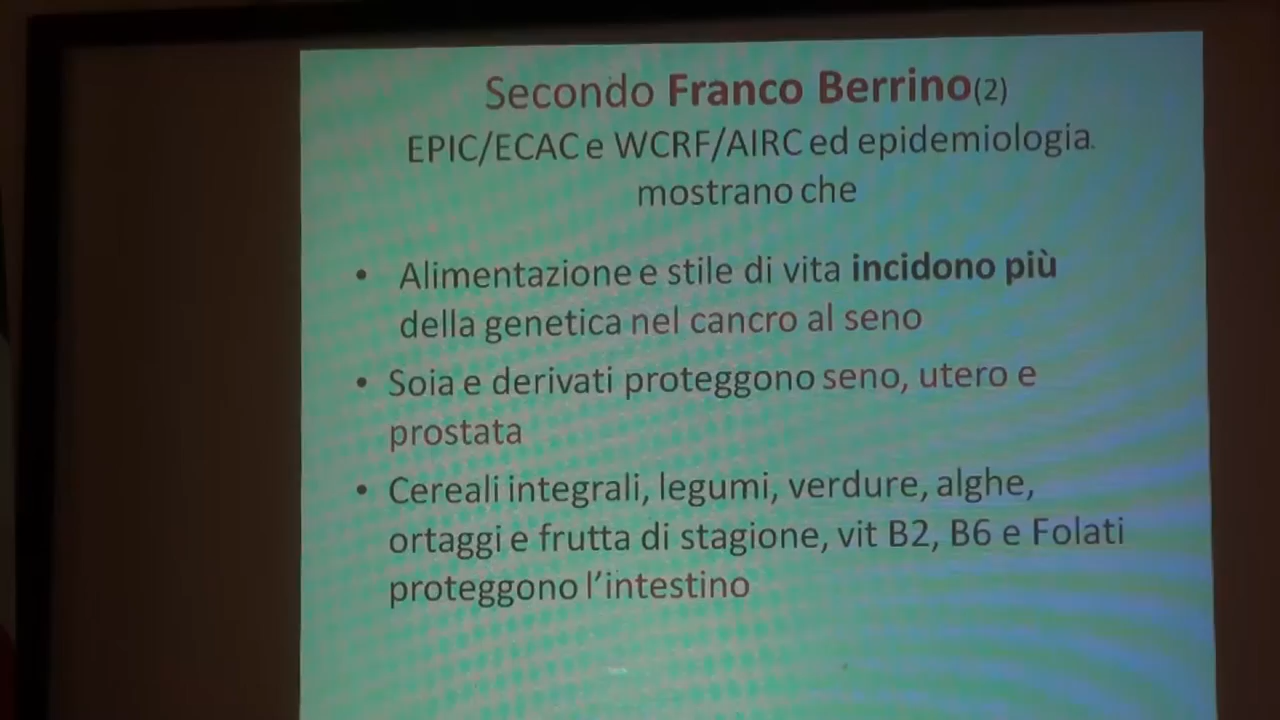 Secondo Franco Berrino(2)
EPIC/ECAC e WCRF/AIRC ed epidemiologia.
mostrano che
• Alimentazione e stile di vita incidono più
della genetica nel cancro al seno
• Soia e derivati proteggono seno, utero e
prostata
• Cereali integrali, legumi, verdure, alghe,
ortaggi e frutta di stagione, vit B2, B6 e Folati
proteggono l’intestino